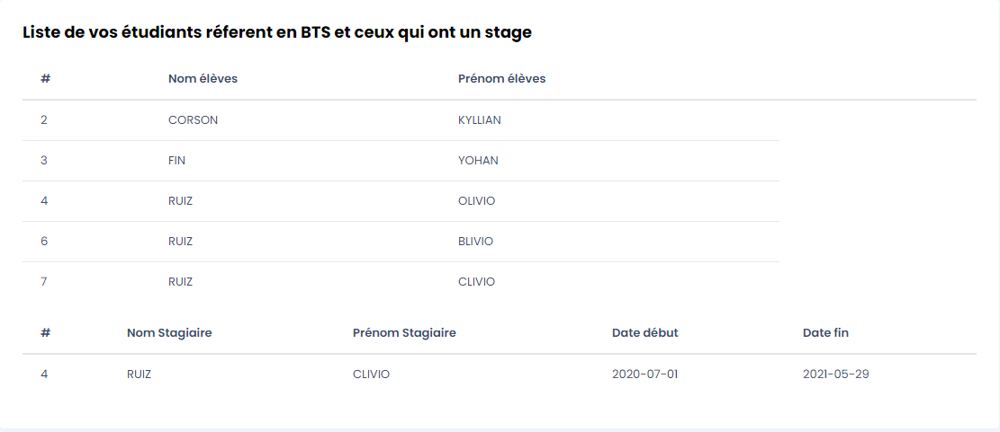 Liste de vos étudiants réferent en BTS et ceux qui ont un stage
# Nom élèves Prénom élèves
2 CORSON KYLLIAN
3 FIN YOHAN
4 RUIZ OLIVIO
6 RUIZ BLIVIO
7 RUIZ CLIVIO
# Nom Stagiaire Prénom Stagiaire Date début Date fin
4 RUIZ CLIVIO 2020-07-01 2021-05-29